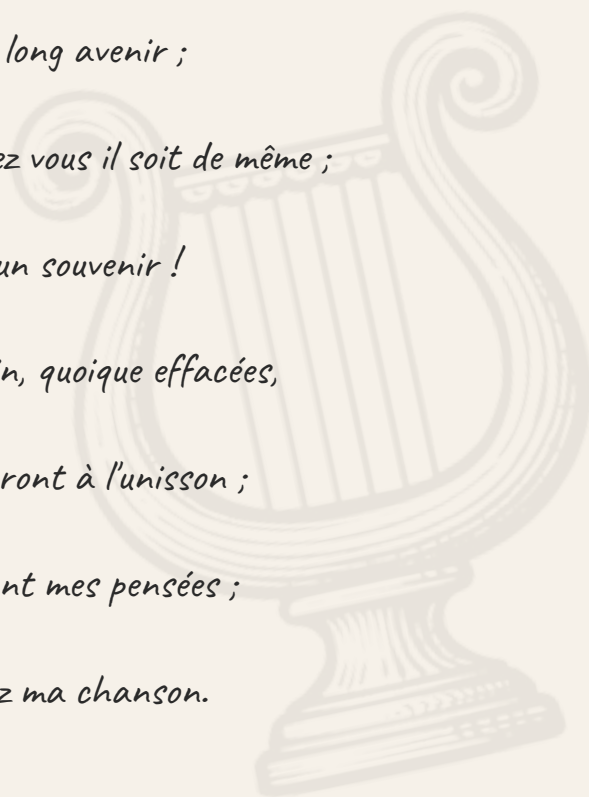 long avenir ;
ez vous il soit de même ;
un souvenir !
n, quoique effacées,
ront à l'unisson ;
nt mes pensées ;
z ma chanson.